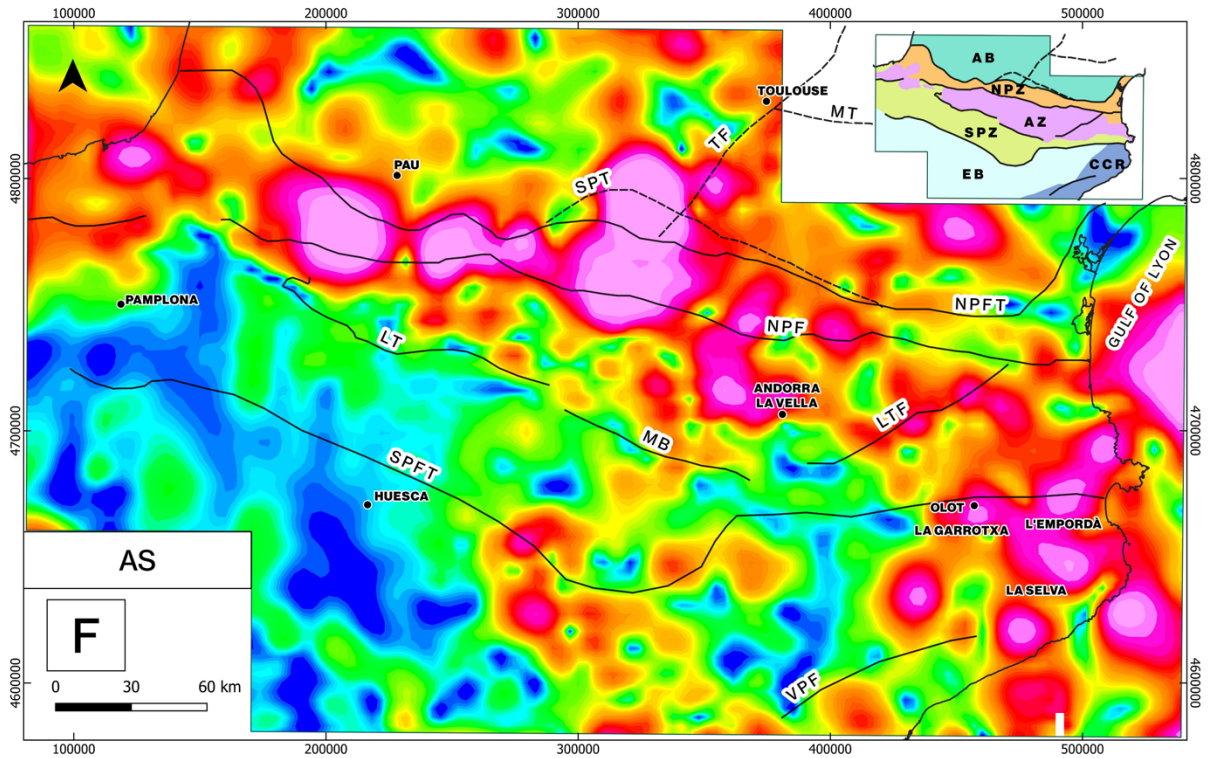 100000
200000
300000
400000
500000
4800000
4700000
4600000
4800000
4700000
4600000
AB
NPZ
AZ
SPZ
EB
CCR
TOULOUSE
MT
TF
SPT
PAU
PAMPLONA
GULF OF LYON
NPFT
NPF
LT
ANDORRA
LA VELLA
LTF
MB
SPFT
HUESCA
OLOT
L'EMPORDÀ
LA GARROTXA
LA SELVA
VPF
AS
F
0 30 60 km
100000
200000
300000
400000
500000